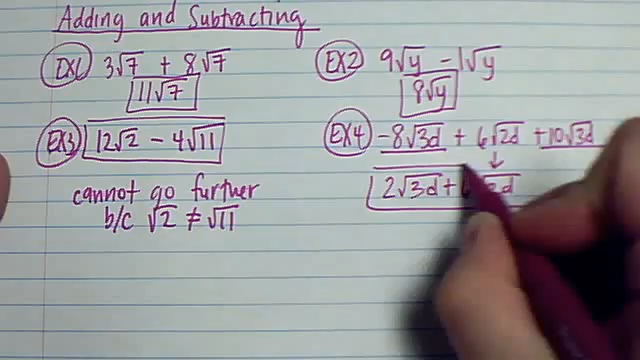 Adding and Subtracting
EX1 3√7 + 8√7
11√7
EX2 9√y - 1√y
8√y
EX3 12√2 - 4√11
cannot go further
b/c √2 ≠ √11
EX4 -8√3d + 6√2d + 10√3d
2√3d +